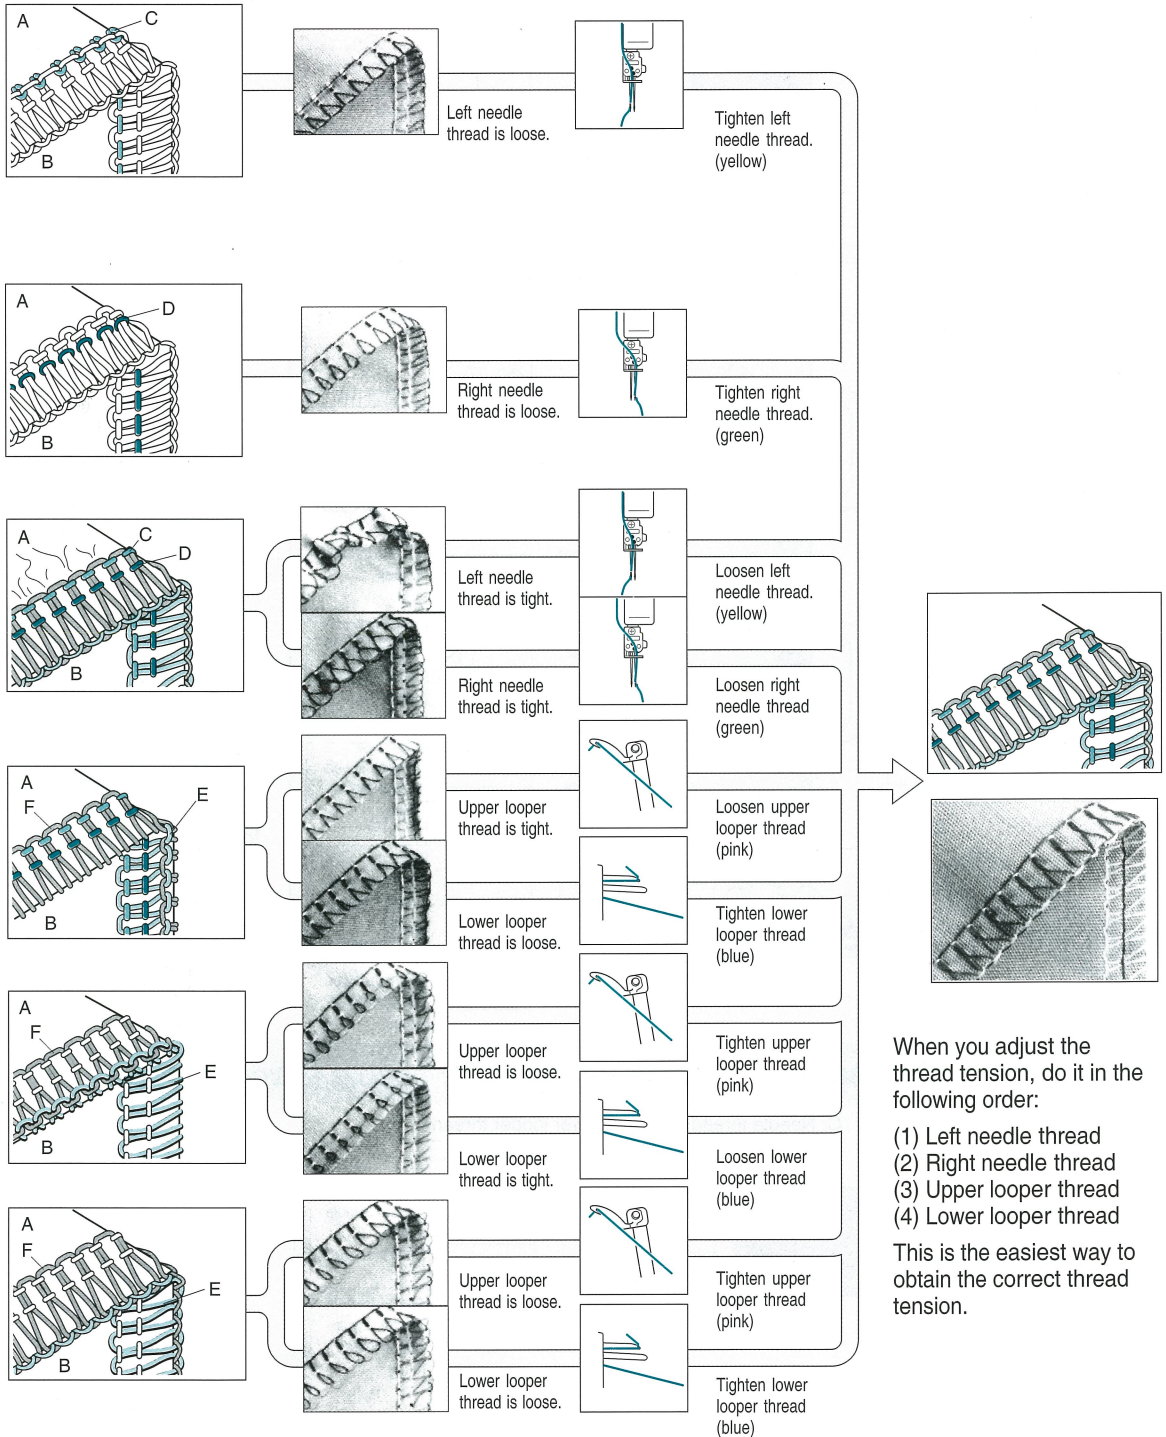 A
C
B
Left needle
thread is loose.
Tighten left
needle thread.
(yellow)
A
D
B
Right needle
thread is loose.
Tighten right
needle thread.
(green)
A
C
D
B
Left needle
thread is tight.
Loosen left
needle thread.
(yellow)
Right needle
thread is tight.
Loosen right
needle thread
(green)
A
F
E
B
Upper looper
thread is tight.
Loosen upper
looper thread
(pink)
Lower looper
thread is loose.
Tighten lower
looper thread
(blue)
A
F
E
B
Upper looper
thread is loose.
Tighten upper
looper thread
(pink)
Lower looper
thread is tight.
Loosen lower
looper thread
(blue)
A
F
E
B
Upper looper
thread is loose.
Tighten upper
looper thread
(pink)
Lower looper
thread is loose.
Tighten lower
looper thread
(blue)
When you adjust the
thread tension, do it in the
following order:
(1) Left needle thread
(2) Right needle thread
(3) Upper looper thread
(4) Lower looper thread
This is the easiest way to
obtain the correct thread
tension.